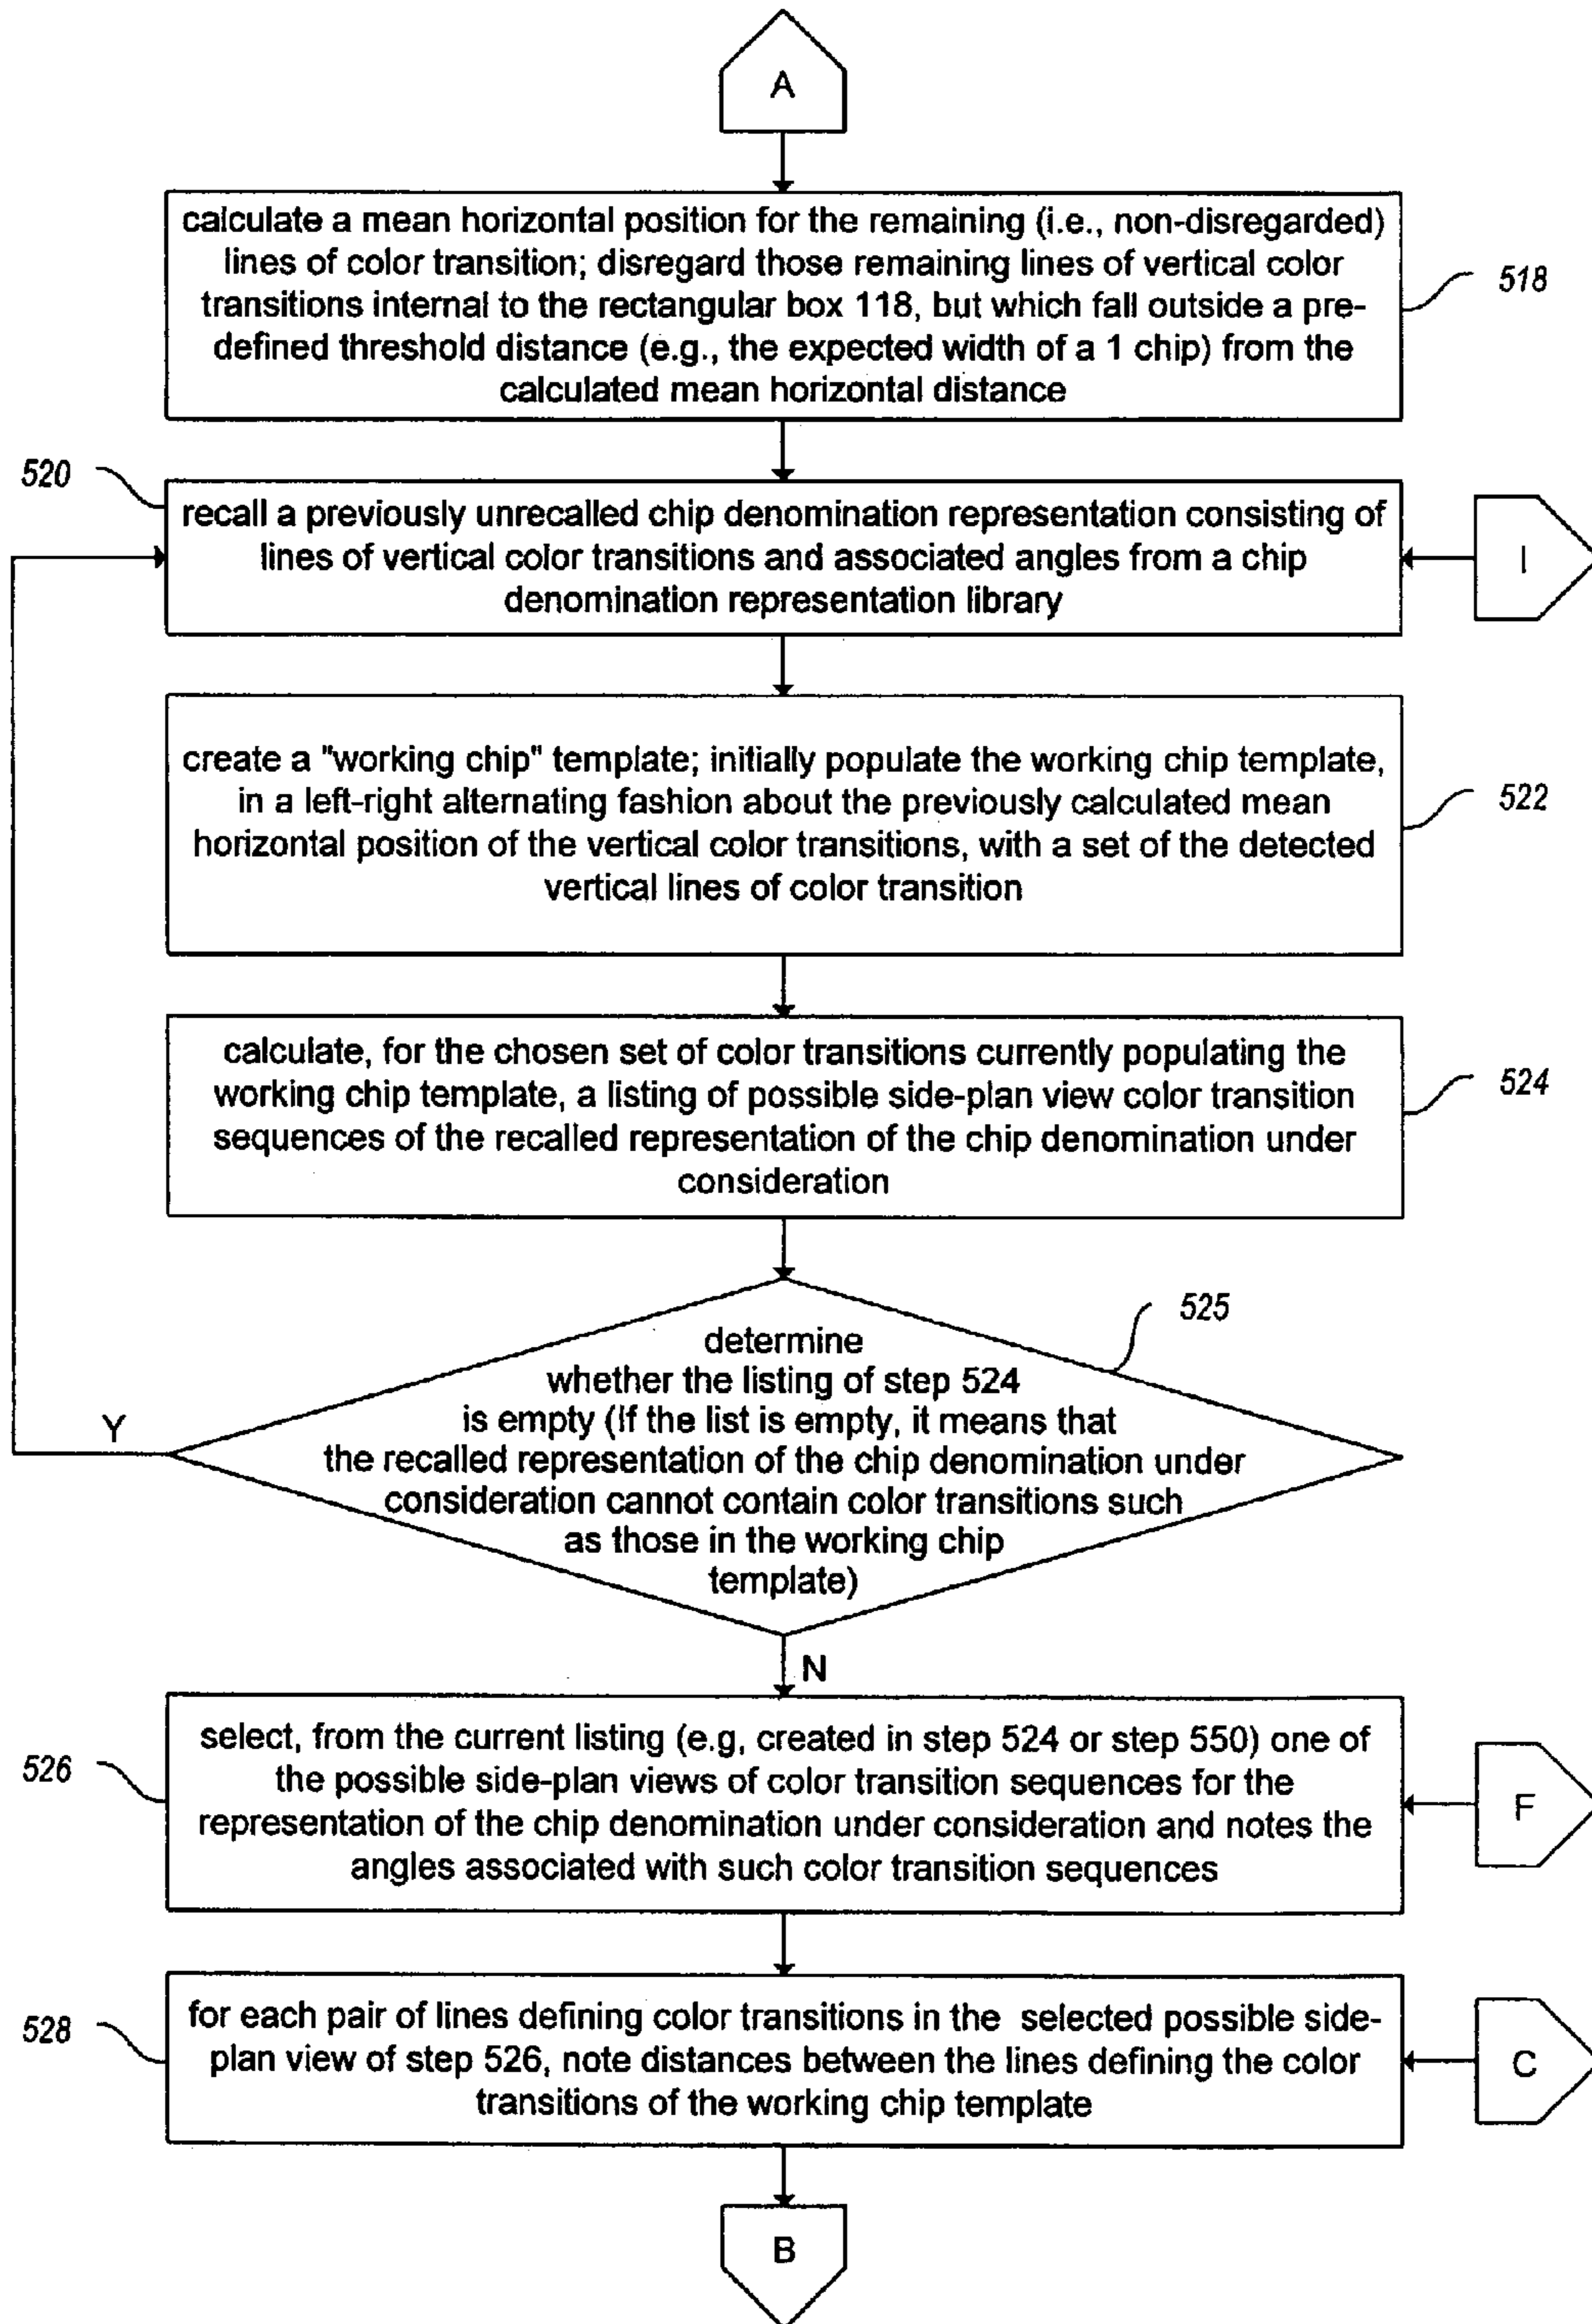 A
calculate a mean horizontal position for the remaining (i.e., non-disregarded)
lines of color transition; disregard those remaining lines of vertical color
transitions internal to the rectangular box 118, but which fall outside a pre-
defined threshold distance (e.g., the expected width of a 1 chip) from the
calculated mean horizontal distance
518
520
recall a previously unrecalled chip denomination representation consisting of
lines of vertical color transitions and associated angles from a chip
denomination representation library
I
create a "working chip" template; initially populate the working chip template,
in a left-right alternating fashion about the previously calculated mean
horizontal position of the vertical color transitions, with a set of the detected
vertical lines of color transition
522
calculate, for the chosen set of color transitions currently populating the
working chip template, a listing of possible side-plan view color transition
sequences of the recalled representation of the chip denomination under
consideration
524
525
determine
whether the listing of step 524
is empty (If the list is empty, it means that
the recalled representation of the chip denomination under
consideration cannot contain color transitions such
as those in the working chip
template)
Y
N
526
select, from the current listing (e.g, created in step 524 or step 550) one of
the possible side-plan views of color transition sequences for the
representation of the chip denomination under consideration and notes the
angles associated with such color transition sequences
F
528
for each pair of lines defining color transitions in the selected possible side-
plan view of step 526, note distances between the lines defining the color
transitions of the working chip template
C
B